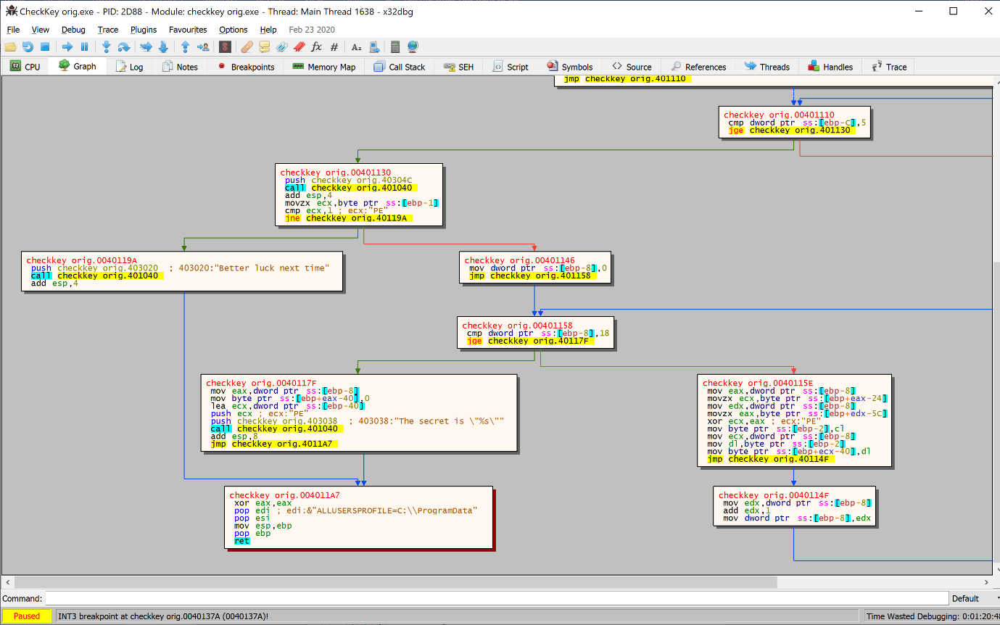 CheckKey orig.exe - PID: 2D88 - Module: checkkey orig.exe - Thread: Main Thread 1638 - x32dbg
File View Debug Trace Plugins Favourites Options Help Feb 23 2020
CPU Graph Log Notes Breakpoints Memory Map Call Stack SEH Script Symbols Source References Threads Handles Trace
jmp checkkey orig.401110
checkkey orig.00401110
cmp dword ptr ss:[ebp-C],5
jge checkkey orig.401130
checkkey orig.00401130
push checkkey orig.40304C
call checkkey orig.401040
add esp,4
movzx ecx,byte ptr ss:[ebp-1]
cmp ecx,1 ; ecx:"PE"
jne checkkey orig.40119A
checkkey orig.0040119A
push checkkey orig.403020 ; 403020:"Better luck next time"
call checkkey orig.401040
add esp,4
checkkey orig.00401146
mov dword ptr ss:[ebp-8],0
jmp checkkey orig.401158
checkkey orig.00401158
cmp dword ptr ss:[ebp-8],18
jge checkkey orig.40117F
checkkey orig.0040117F
mov eax,dword ptr ss:[ebp-8]
mov byte ptr ss:[ebp+eax-40],0
lea ecx,dword ptr ss:[ebp-40]
push ecx ; ecx:"PE"
push checkkey orig.403038 ; 403038:"The secret is \"%s\""
call checkkey orig.401040
add esp,8
jmp checkkey orig.4011A7
checkkey orig.0040115E
mov eax,dword ptr ss:[ebp-8]
movzx ecx,byte ptr ss:[ebp+eax-24]
mov edx,dword ptr ss:[ebp-8]
movzx eax,byte ptr ss:[ebp+edx-5C]
xor ecx,eax ; ecx:"PE"
mov byte ptr ss:[ebp-2],cl
mov ecx,dword ptr ss:[ebp-8]
mov dl,byte ptr ss:[ebp-2]
mov byte ptr ss:[ebp+ecx-40],dl
jmp checkkey orig.40114F
checkkey orig.004011A7
xor eax,eax
pop edi ; edi:&"ALLUSERSPROFILE=C:\\ProgramData"
pop esi
mov esp,ebp
pop ebp
ret
checkkey orig.0040114F
mov edx,dword ptr ss:[ebp-8]
add edx,1
mov dword ptr ss:[ebp-8],edx
Command: Default
Paused INT3 breakpoint at checkkey orig.0040137A (0040137A)! Time Wasted Debugging: 0:01:20:48